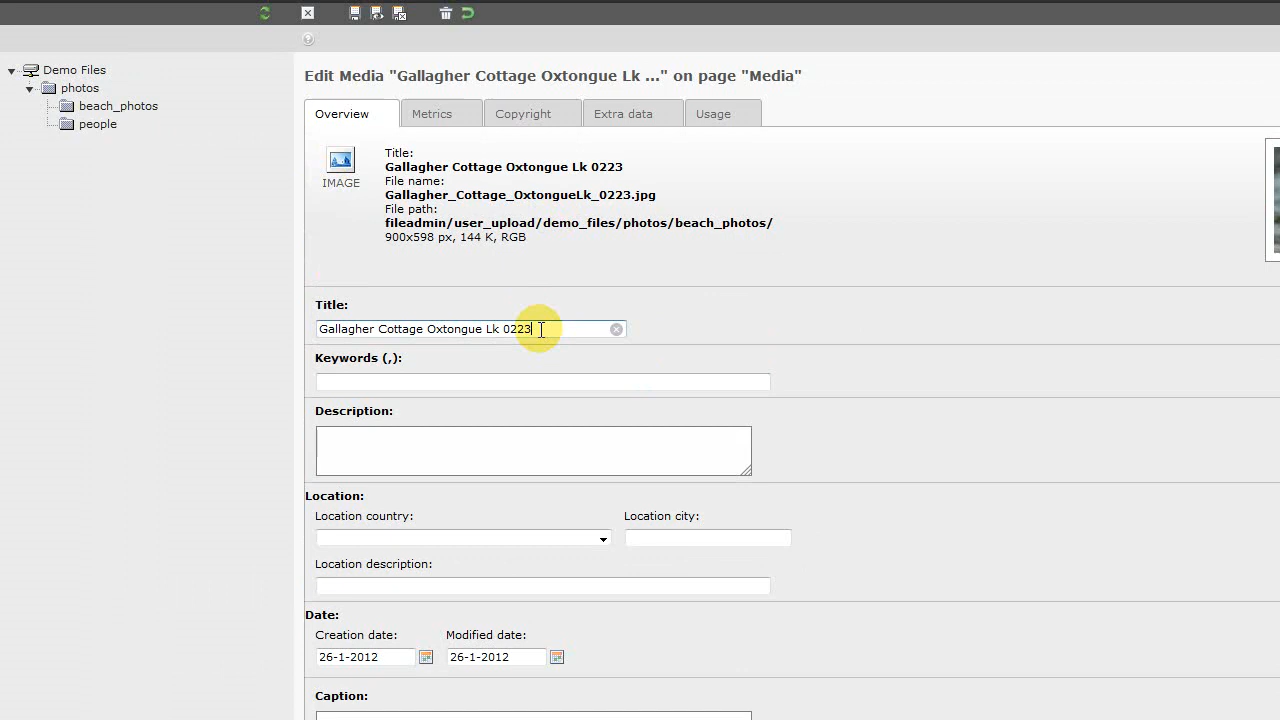 Demo Files
photos
beach_photos
people
Edit Media "Gallagher Cottage Oxtongue Lk ..." on page "Media"
Overview Metrics Copyright Extra data Usage
IMAGE
Title:
Gallagher Cottage Oxtongue Lk 0223
File name:
Gallagher_Cottage_OxtongueLk_0223.jpg
File path:
fileadmin/user_upload/demo_files/photos/beach_photos/
900x598 px, 144 K, RGB
Title:
Gallagher Cottage Oxtongue Lk 0223
Keywords (,):
Description:
Location:
Location country: Location city:
Location description:
Date:
Creation date: Modified date:
26-1-2012 26-1-2012
Caption: